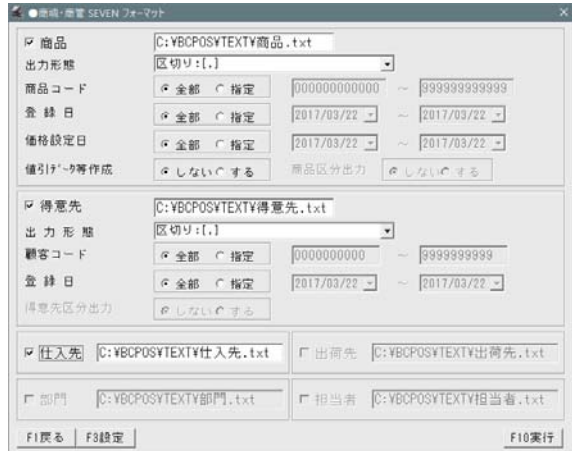 ●商魂・商管 SEVEN フォーマット
商品 C:¥BCPOS¥TEXT¥商品.txt
出力形態 区切り:[,]
商品コード 全部 指定 000000000000 ～ 999999999999
登録日 全部 指定 2017/03/22 ～ 2017/03/22
価格設定日 全部 指定 2017/03/22 ～ 2017/03/22
値引ﾃﾞｰﾀ等作成 しない する 商品区分出力 しない する
得意先 C:¥BCPOS¥TEXT¥得意先.txt
出力形態 区切り:[,]
顧客コード 全部 指定 0000000000 ～ 9999999999
登録日 全部 指定 2017/03/22 ～ 2017/03/22
得意先区分出力 しない する
仕入先 C:¥BCPOS¥TEXT¥仕入先.txt 出荷先 C:¥BCPOS¥TEXT¥出荷先.txt
部門 C:¥BCPOS¥TEXT¥部門.txt 担当者 C:¥BCPOS¥TEXT¥担当者.txt
F1戻る F3設定 F10実行